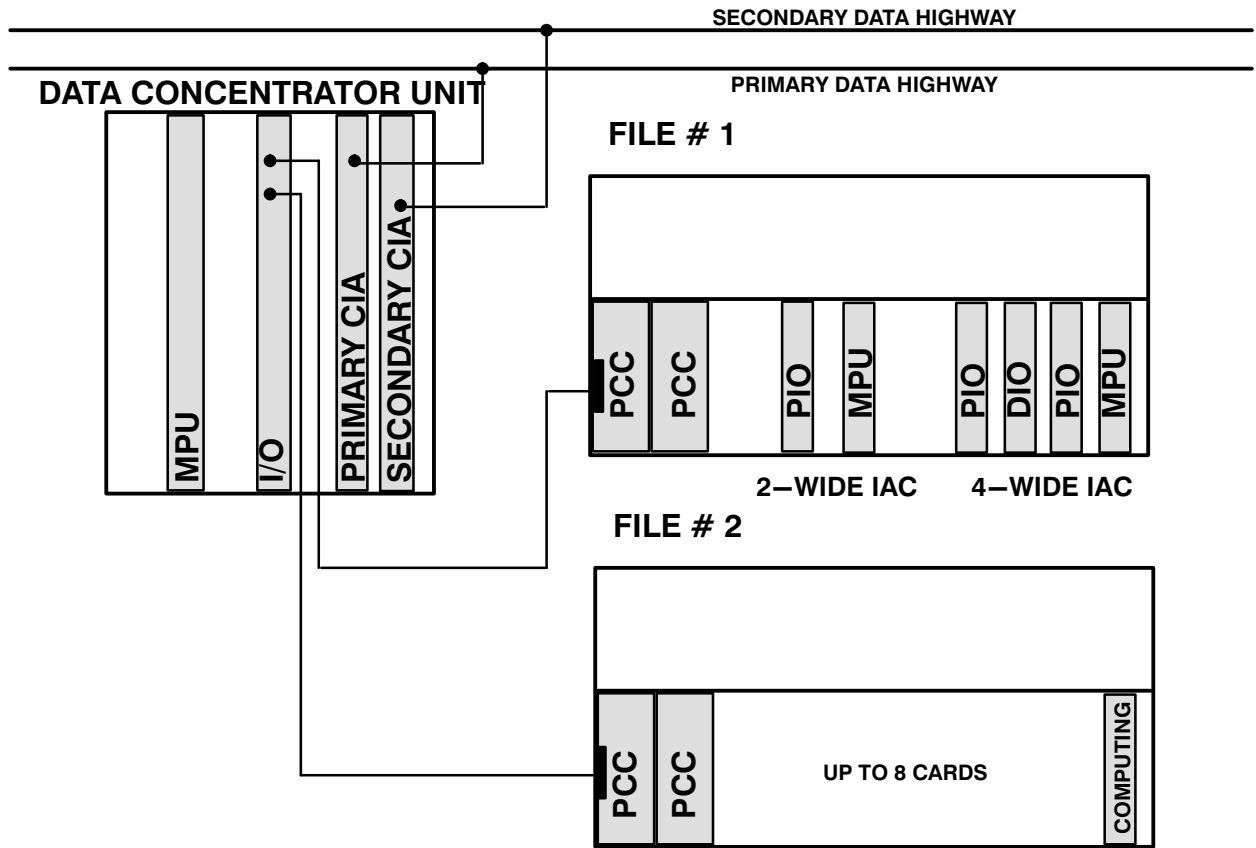 SECONDARY DATA HIGHWAY
PRIMARY DATA HIGHWAY
DATA CONCENTRATOR UNIT
MPU
I/O
PRIMARY CIA
SECONDARY CIA
FILE # 1
PCC
PCC
PIO
MPU
PIO
DIO
PIO
MPU
2–WIDE IAC
4–WIDE IAC
FILE # 2
PCC
PCC
UP TO 8 CARDS
COMPUTING